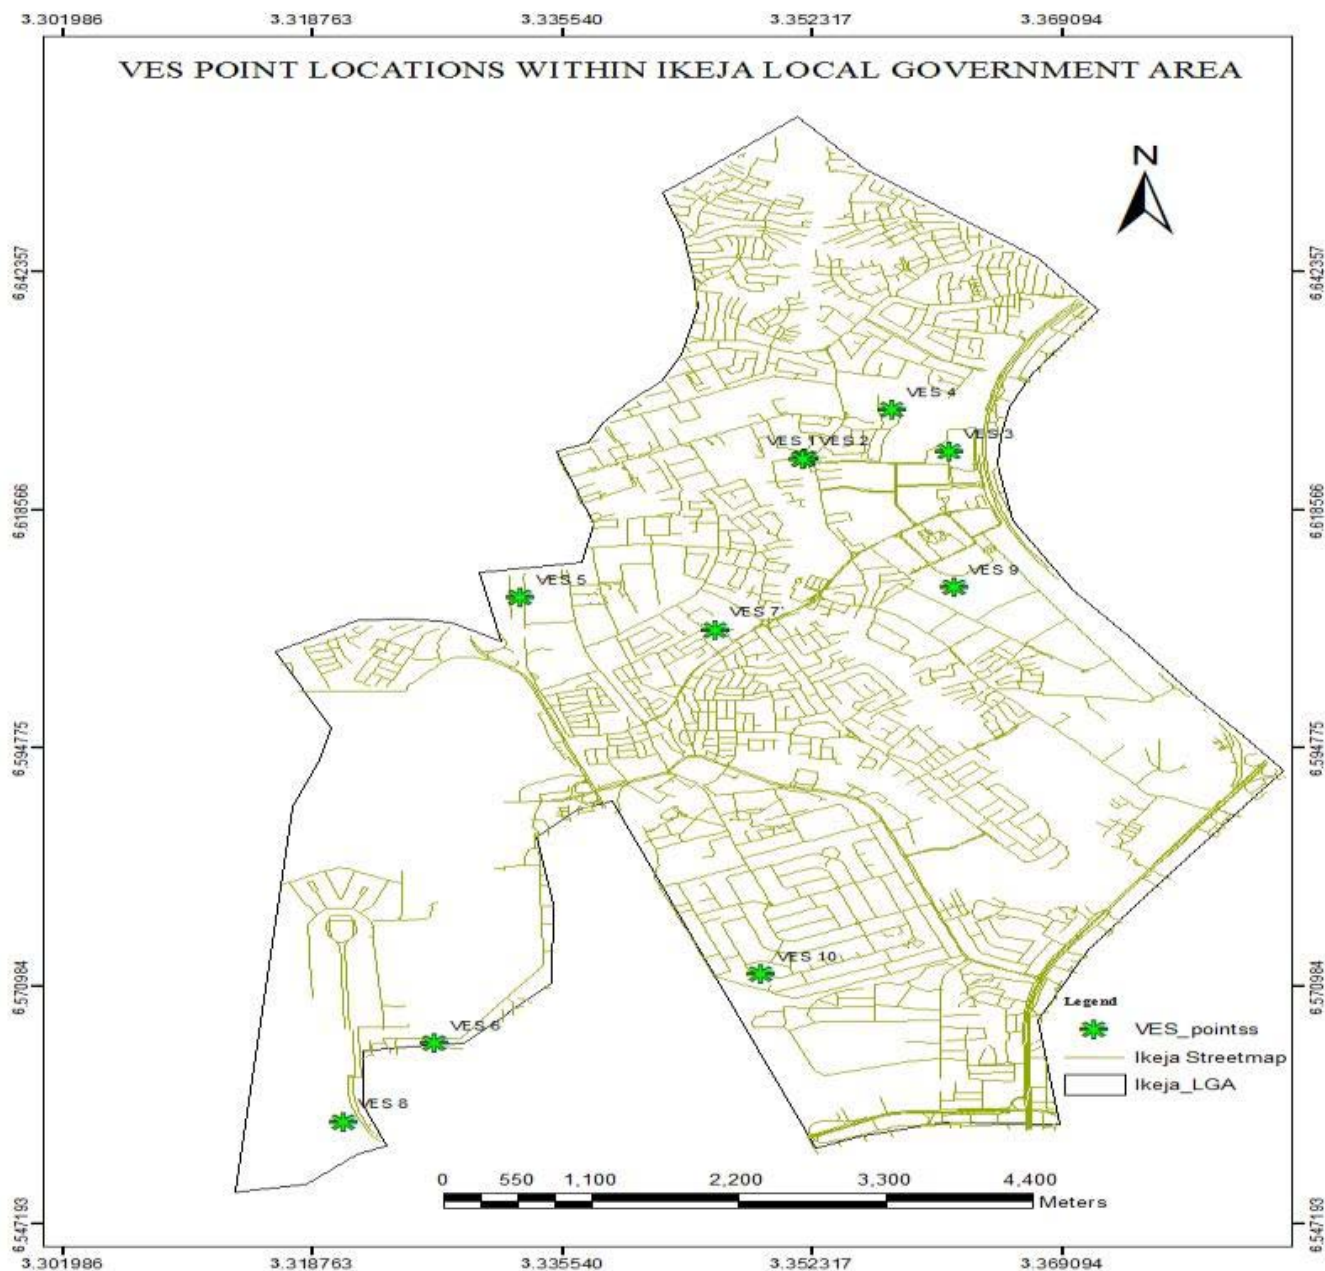 3.301986 3.318763 3.335540 3.352317 3.369094
VES POINT LOCATIONS WITHIN IKEJA LOCAL GOVERNMENT AREA
N
6.642357 6.642357
VES 4
VES 1 VES 2 VES 3
6.618566 6.618566
VES 5 VES 9
VES 7
6.594775 6.594775
VES 10
6.570984 6.570984
Legend
VES 6 VES_pointss
Ikeja Streetmap
Ikeja_LGA
VES 8
0 550 1,100 2,200 3,300 4,400
Meters
6.547193 6.547193
3.301986 3.318763 3.335540 3.352317 3.369094